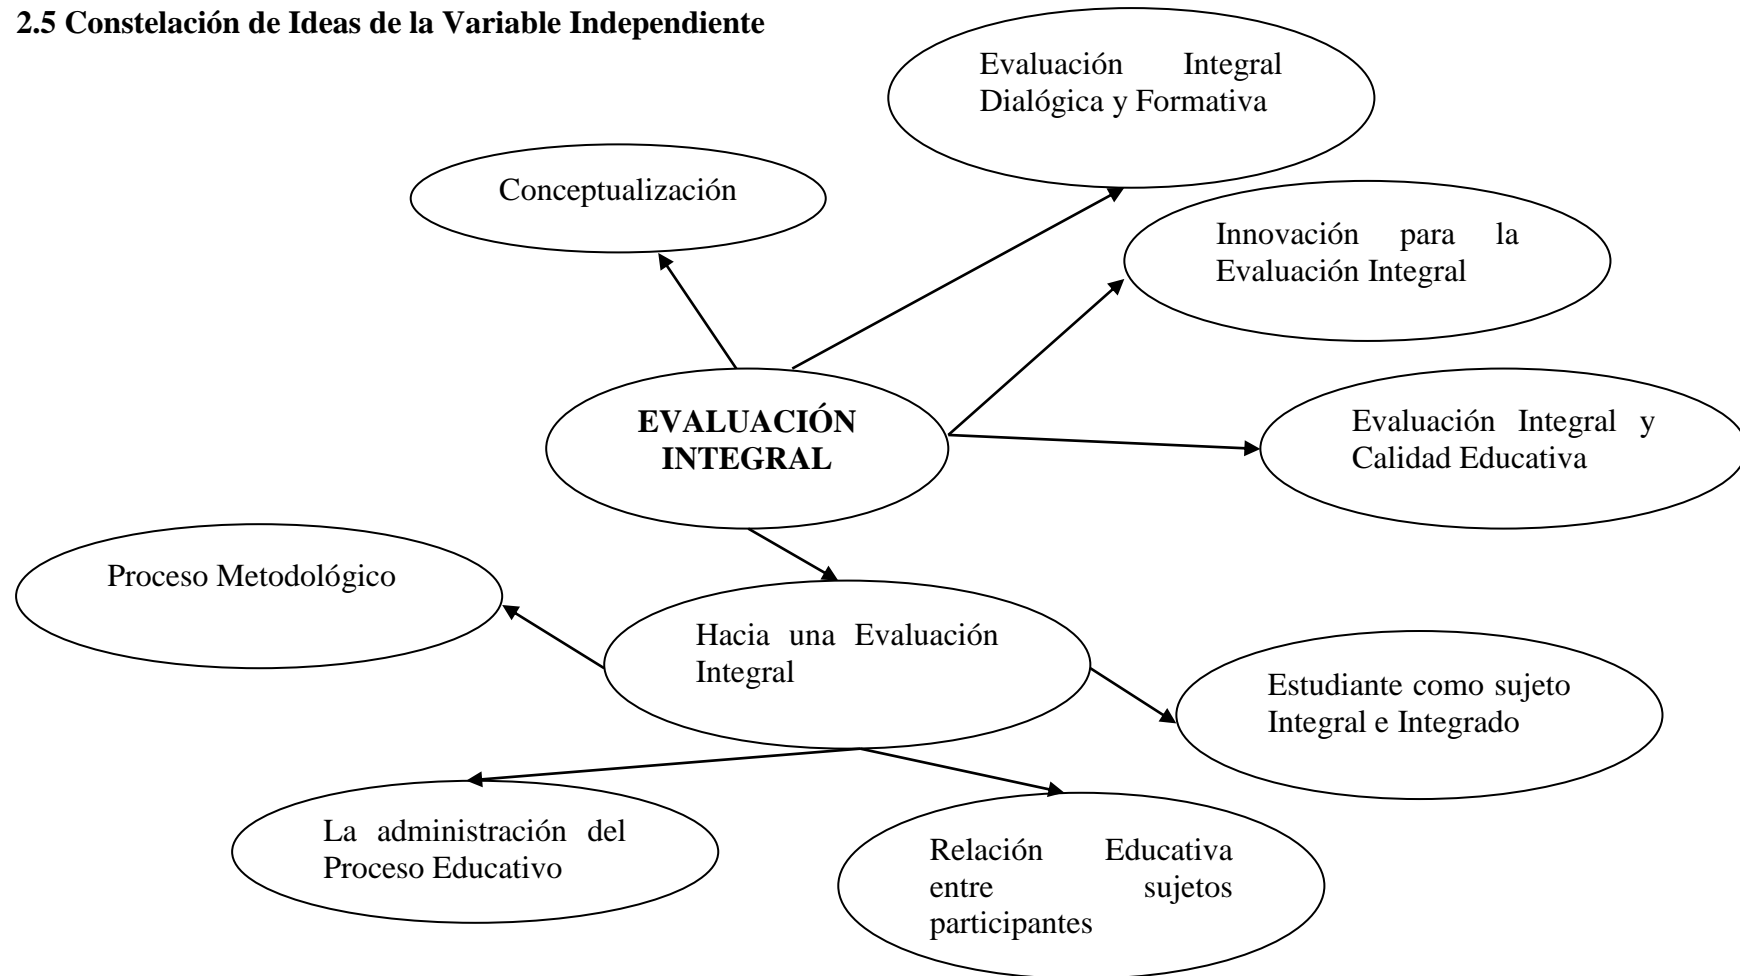 2.5 Constelación de Ideas de la Variable Independiente
Evaluación Integral
Dialógica y Formativa
Conceptualización
Innovación para la
Evaluación Integral
EVALUACIÓN
INTEGRAL
Evaluación Integral y
Calidad Educativa
Proceso Metodológico
Hacia una Evaluación
Integral
Estudiante como sujeto
Integral e Integrado
La administración del
Proceso Educativo
Relación Educativa
entre sujetos
participantes